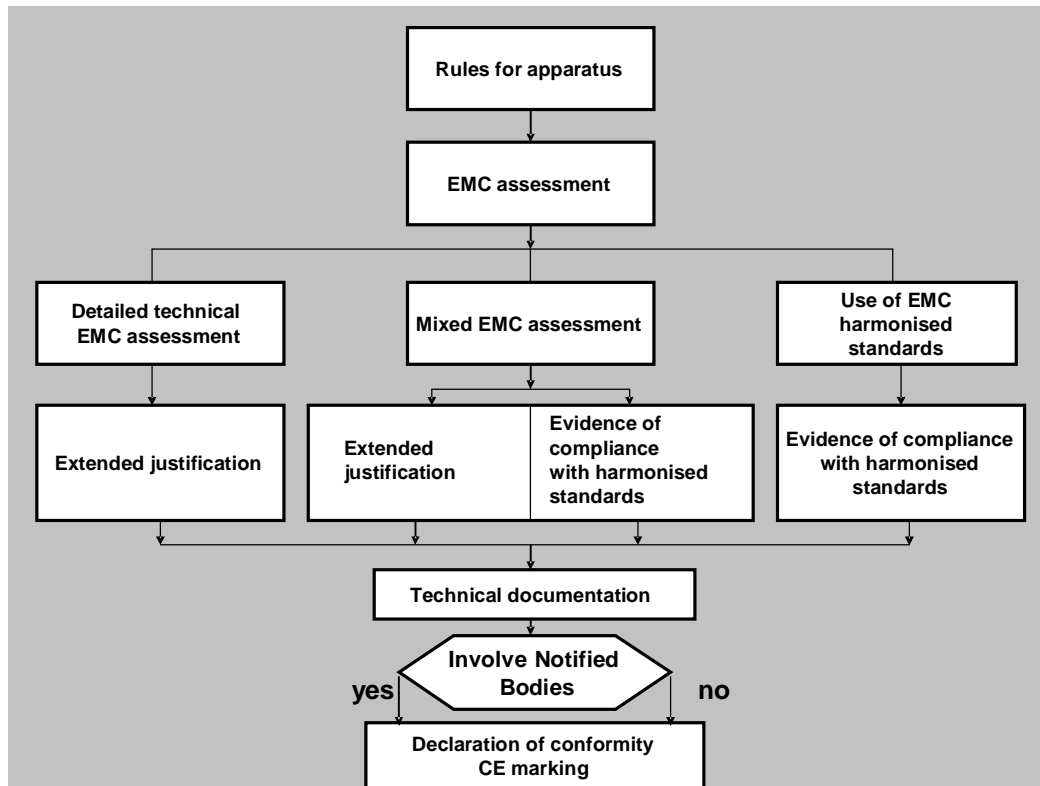 Rules for apparatus
EMC assessment
Detailed technical
EMC assessment
Mixed EMC assessment
Use of EMC
harmonised
standards
Extended justification
Extended
justification
Evidence of
compliance
with harmonised
standards
Evidence of compliance
with harmonised
standards
Technical documentation
Involve Notified
Bodies
yes
no
Declaration of conformity
CE marking